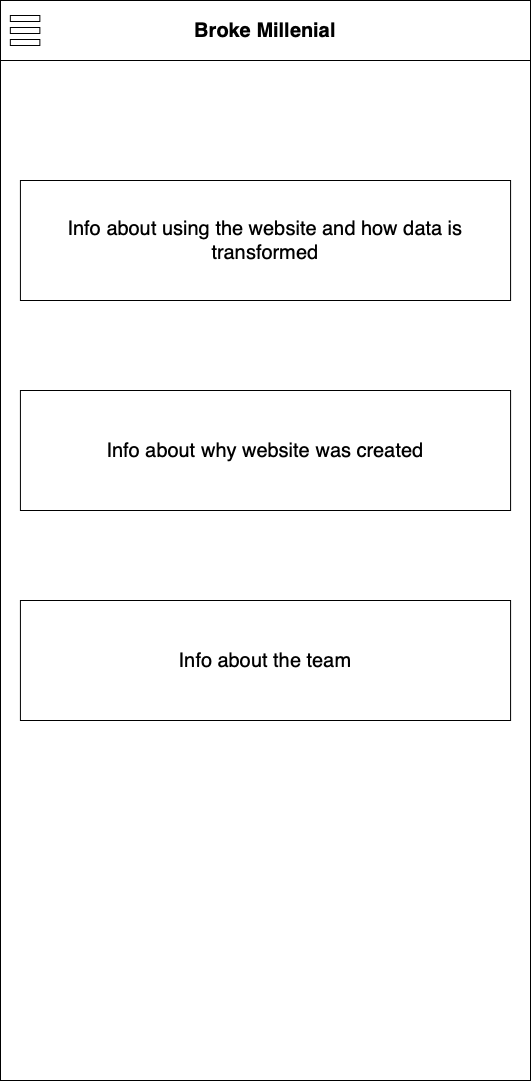 Broke Millenial
Info about using the website and how data is
transformed
Info about why website was created
Info about the team